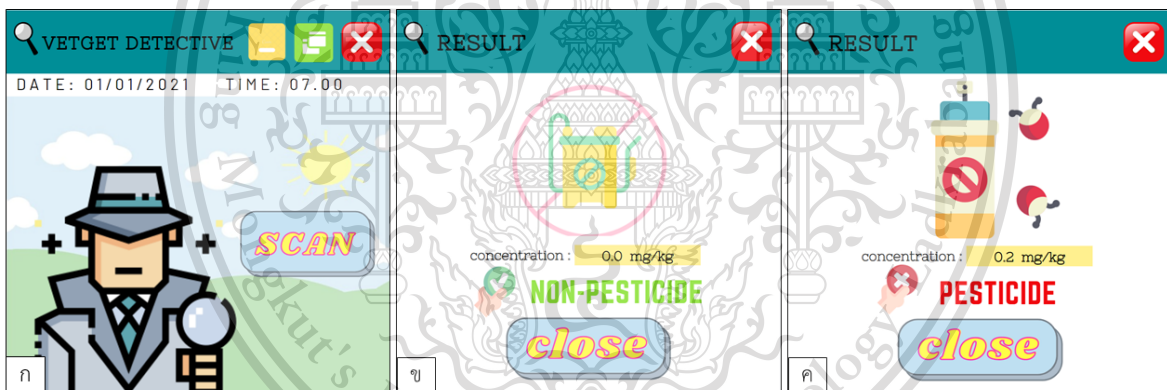 VETGET DETECTIVE
DATE: 01/01/2021 TIME: 07.00
SCAN
ก
RESULT
concentration : 0.0 mg/kg
NON-PESTICIDE
close
ข
RESULT
concentration : 0.2 mg/kg
PESTICIDE
close
ค
Mongkut's